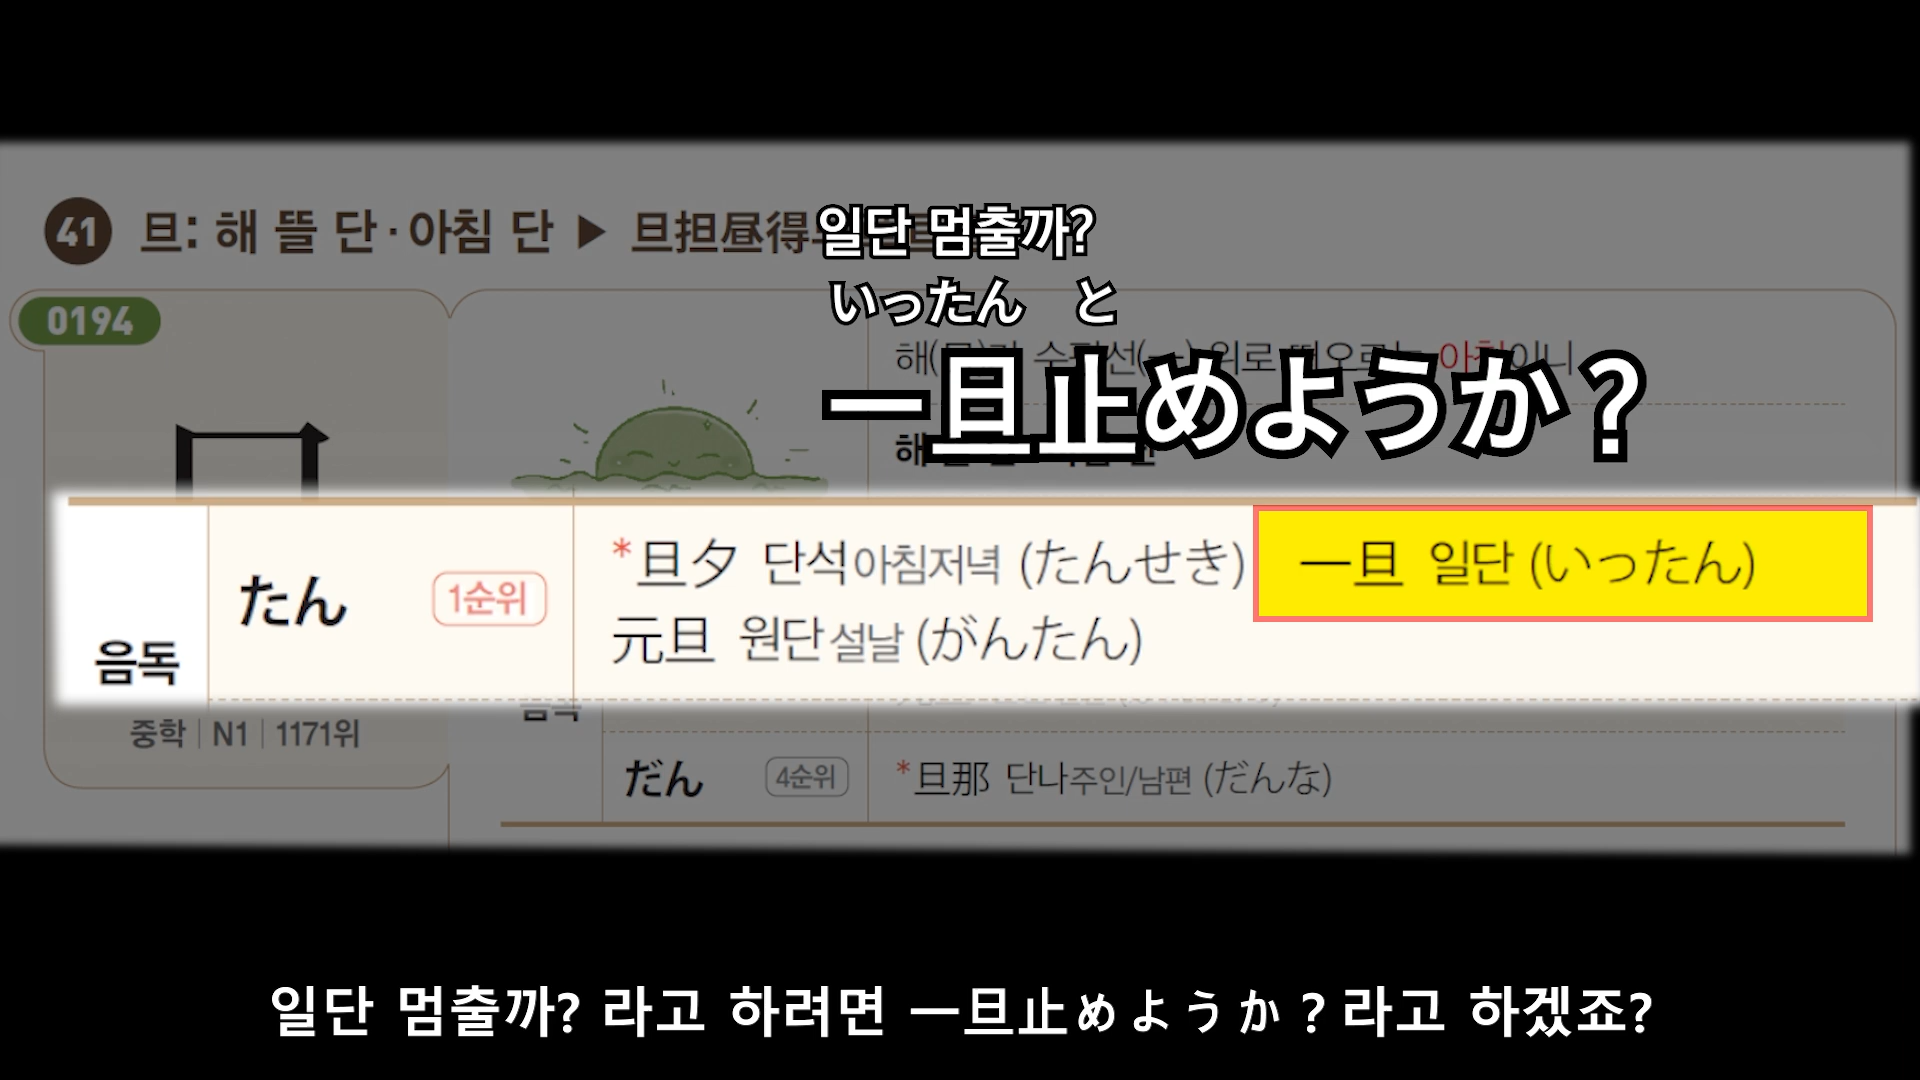 41 旦: 해 뜰 단·아침 단 ▶ 旦担昼得
일단 멈출까?
いったん と
一旦止めようか？
0194
음독 たん 1순위 *旦夕 단석아침저녁 (たんせき) 一旦 일단 (いったん)
元旦 원단설날 (がんたん)
중학 | N1 | 1171위
だん 4순위 *旦那 단나주인/남편 (だんな)
일단 멈출까? 라고 하려면 一旦止めようか？라고 하겠죠?